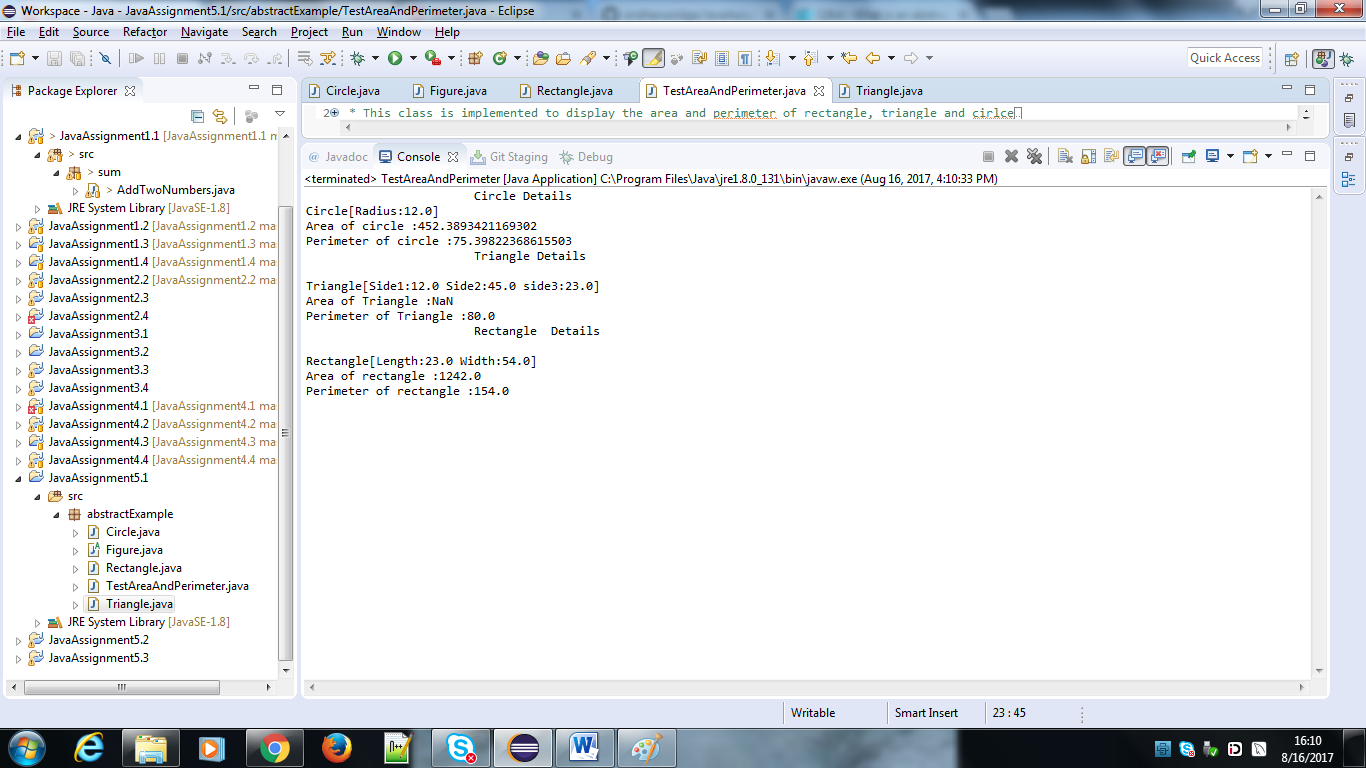 Workspace - Java - JavaAssignment5.1/src/abstractExample/TestAreaAndPerimeter.java - Eclipse
File Edit Source Refactor Navigate Search Project Run Window Help
Quick Access
Package Explorer
JavaAssignment1.1 [JavaAssignment1.1 m
> src
> sum
> AddTwoNumbers.java
JRE System Library [JavaSE-1.8]
JavaAssignment1.2 [JavaAssignment1.2 mas
JavaAssignment1.3 [JavaAssignment1.3 mas
JavaAssignment1.4 [JavaAssignment1.4 mas
JavaAssignment2.2 [JavaAssignment2.2 mas
JavaAssignment2.3
JavaAssignment2.4
JavaAssignment3.1
JavaAssignment3.2
JavaAssignment3.3
JavaAssignment3.4
JavaAssignment4.1 [JavaAssignment4.1 mas
JavaAssignment4.2 [JavaAssignment4.2 mas
JavaAssignment4.3 [JavaAssignment4.3 mas
JavaAssignment4.4 [JavaAssignment4.4 mas
JavaAssignment5.1
src
abstractExample
Circle.java
Figure.java
Rectangle.java
TestAreaAndPerimeter.java
Triangle.java
JRE System Library [JavaSE-1.8]
JavaAssignment5.2
JavaAssignment5.3
Circle.java Figure.java Rectangle.java TestAreaAndPerimeter.java Triangle.java
2 * This class is implemented to display the area and perimeter of rectangle, triangle and cirlce
@ Javadoc Console Git Staging Debug
<terminated> TestAreaAndPerimeter [Java Application] C:\Program Files\Java\jre1.8.0_131\bin\javaw.exe (Aug 16, 2017, 4:10:33 PM)
Circle Details
Circle[Radius:12.0]
Area of circle :452.3893421169302
Perimeter of circle :75.39822368615503
Triangle Details
Triangle[Side1:12.0 Side2:45.0 side3:23.0]
Area of Triangle :NaN
Perimeter of Triangle :80.0
Rectangle  Details
Rectangle[Length:23.0 Width:54.0]
Area of rectangle :1242.0
Perimeter of rectangle :154.0
Writable Smart Insert 23 : 45
16:10
8/16/2017